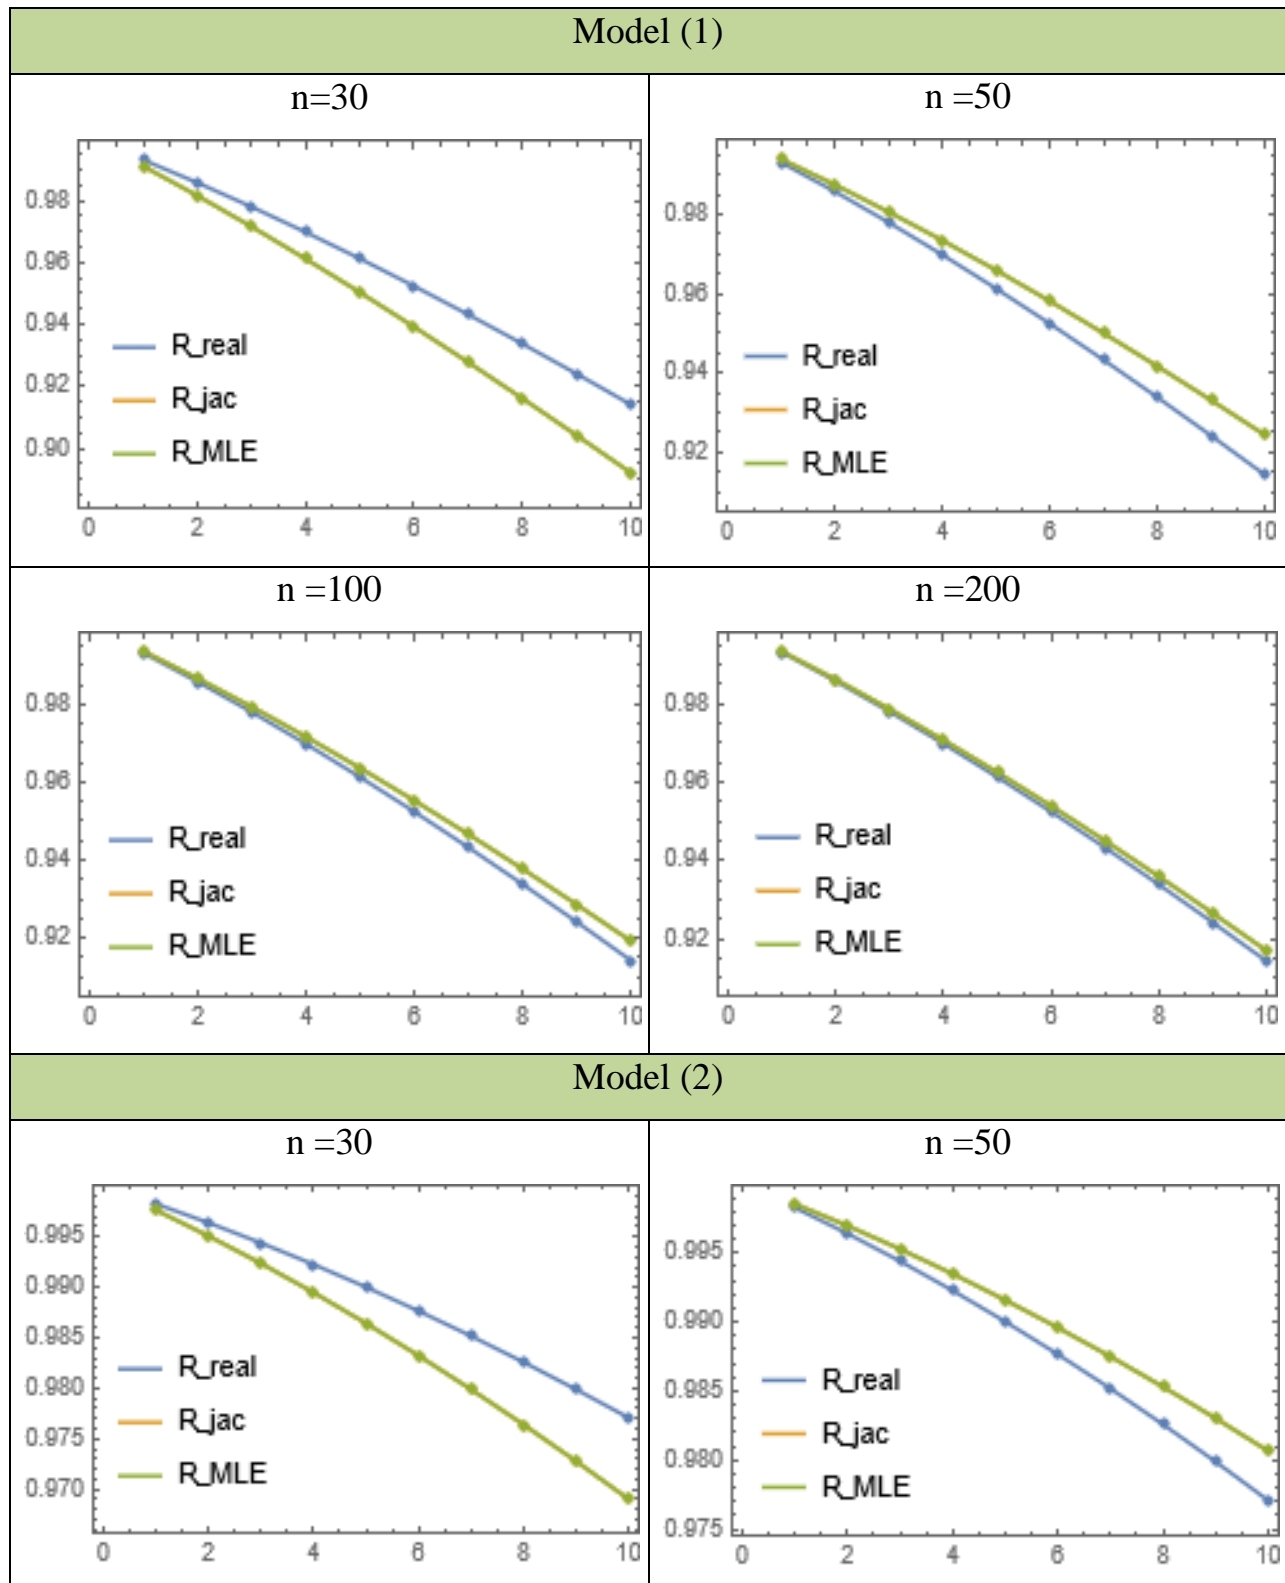 Model (1)
n=30
0.98
0.96
0.94
0.92
0.90
R_real
R_jac
R_MLE
0 2 4 6 8 10
n =50
0.98
0.96
0.94
0.92
R_real
R_jac
R_MLE
0 2 4 6 8 10
n =100
0.98
0.96
0.94
0.92
R_real
R_jac
R_MLE
0 2 4 6 8 10
n =200
0.98
0.96
0.94
0.92
R_real
R_jac
R_MLE
0 2 4 6 8 10
Model (2)
n =30
0.995
0.990
0.985
0.980
0.975
0.970
R_real
R_jac
R_MLE
0 2 4 6 8 10
n =50
0.995
0.990
0.985
0.980
0.975
R_real
R_jac
R_MLE
0 2 4 6 8 10